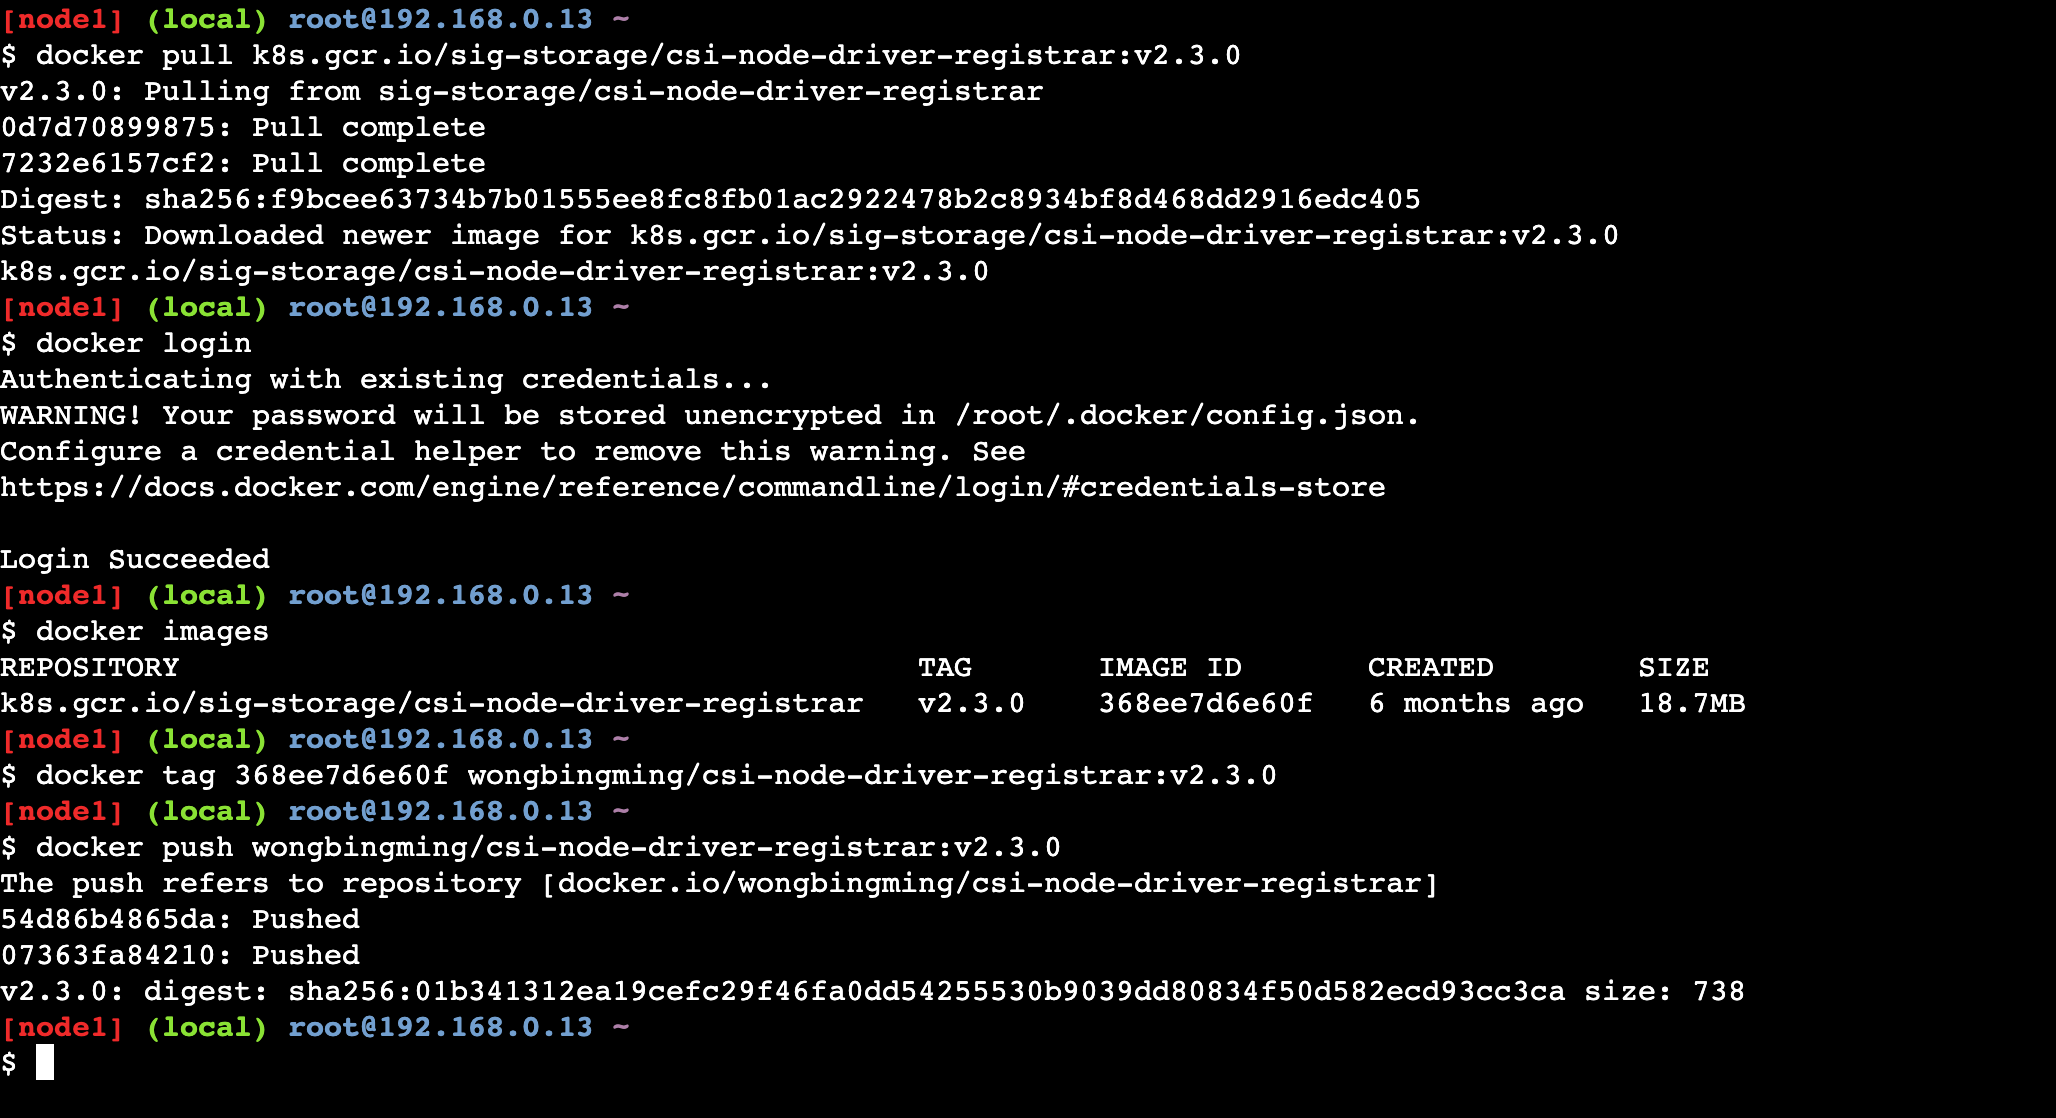 [node1] (local) root@192.168.0.13 ~
$ docker pull k8s.gcr.io/sig-storage/csi-node-driver-registrar:v2.3.0
v2.3.0: Pulling from sig-storage/csi-node-driver-registrar
0d7d70899875: Pull complete
7232e6157cf2: Pull complete
Digest: sha256:f9bcee63734b7b01555ee8fc8fb01ac2922478b2c8934bf8d468dd2916edc405
Status: Downloaded newer image for k8s.gcr.io/sig-storage/csi-node-driver-registrar:v2.3.0
k8s.gcr.io/sig-storage/csi-node-driver-registrar:v2.3.0
[node1] (local) root@192.168.0.13 ~
$ docker login
Authenticating with existing credentials...
WARNING! Your password will be stored unencrypted in /root/.docker/config.json.
Configure a credential helper to remove this warning. See
https://docs.docker.com/engine/reference/commandline/login/#credentials-store
Login Succeeded
[node1] (local) root@192.168.0.13 ~
$ docker images
REPOSITORY TAG IMAGE ID CREATED SIZE
k8s.gcr.io/sig-storage/csi-node-driver-registrar v2.3.0 368ee7d6e60f 6 months ago 18.7MB
[node1] (local) root@192.168.0.13 ~
$ docker tag 368ee7d6e60f wongbingming/csi-node-driver-registrar:v2.3.0
[node1] (local) root@192.168.0.13 ~
$ docker push wongbingming/csi-node-driver-registrar:v2.3.0
The push refers to repository [docker.io/wongbingming/csi-node-driver-registrar]
54d86b4865da: Pushed
07363fa84210: Pushed
v2.3.0: digest: sha256:01b341312ea19cefc29f46fa0dd54255530b9039dd80834f50d582ecd93cc3ca size: 738
[node1] (local) root@192.168.0.13 ~
$